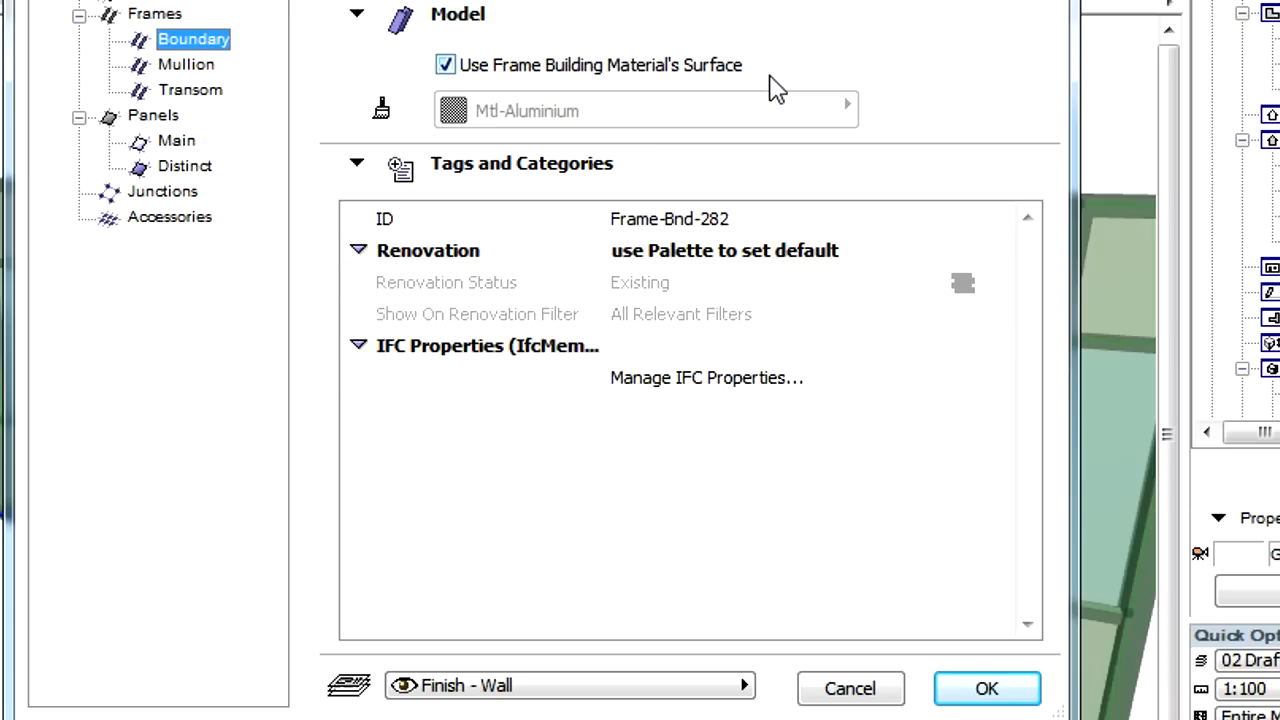 Frames
Boundary
Mullion
Transom
Panels
Main
Distinct
Junctions
Accessories
Model
Use Frame Building Material's Surface
Mtl-Aluminium
Tags and Categories
ID Frame-Bnd-282
Renovation use Palette to set default
Renovation Status Existing
Show On Renovation Filter All Relevant Filters
IFC Properties (IfcMem...
Manage IFC Properties...
Finish - Wall
Cancel
OK
Prope
G
Quick Opt
02 Draf
1:100
Entire M